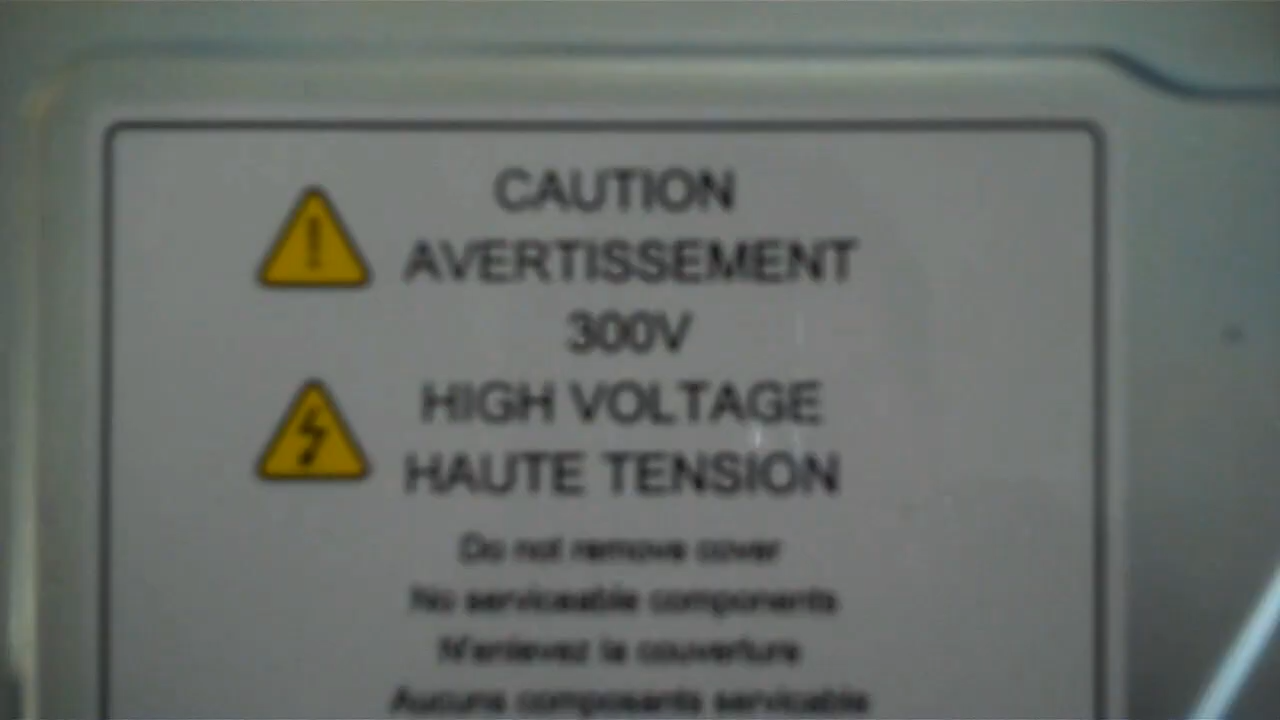 CAUTION
AVERTISSEMENT
300V
HIGH VOLTAGE
HAUTE TENSION
Do not remove cover
No serviceable components
N'enlevez la couverture
Aucuns composants servicable